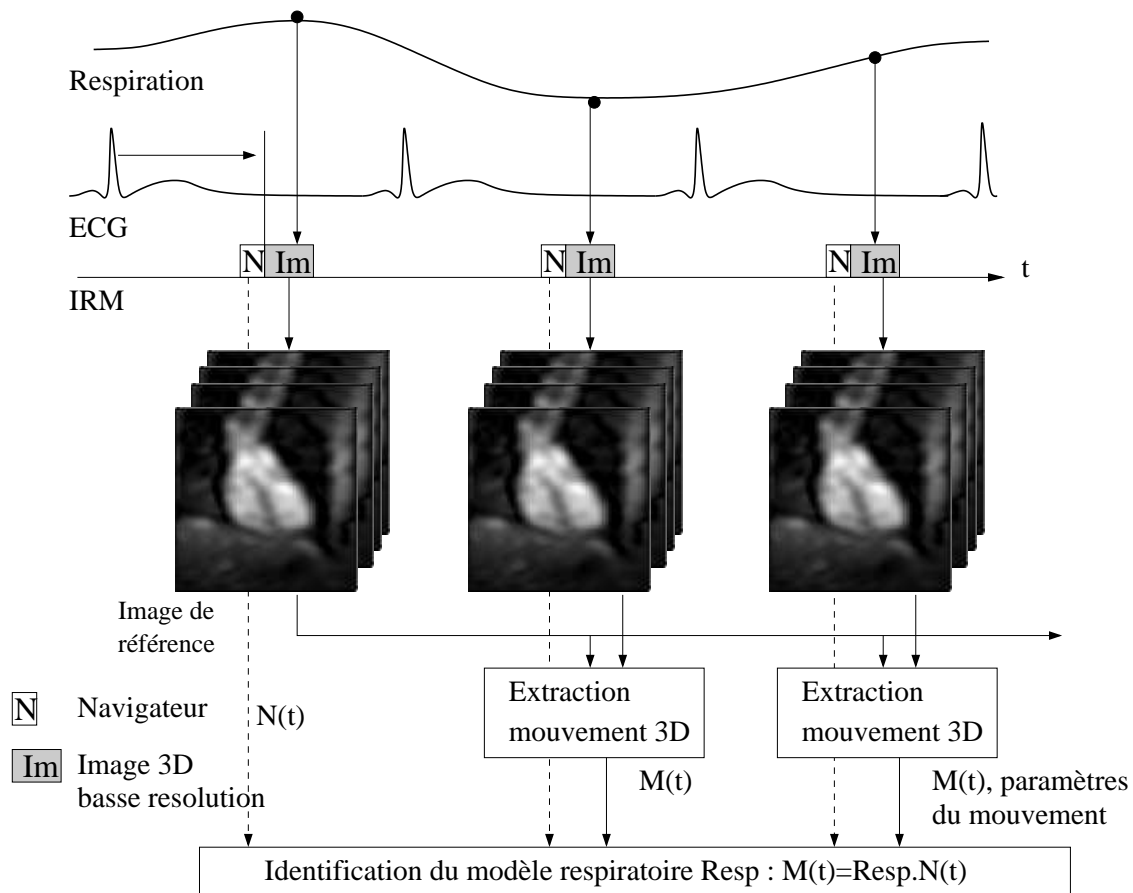 Respiration
ECG
N Im N Im N Im
t
IRM
Image de
référence
N Navigateur
N(t)
Im Image 3D
basse resolution
Extraction
mouvement 3D
Extraction
mouvement 3D
M(t)
M(t), paramètres
du mouvement
Identification du modèle respiratoire Resp : M(t)=Resp.N(t)